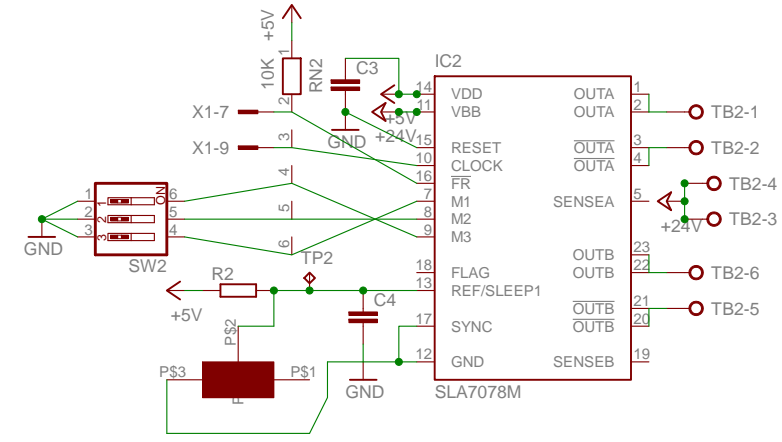 +5V
1
10K
RN2
2
C3
IC2
X1-7
X1-9
3
4
5
6
GND
+5V
+24V
14 VDD
11 VBB
15 RESET
10 CLOCK
16 FR
7 M1
8 M2
9 M3
18 FLAG
13 REF/SLEEP1
17 SYNC
12 GND
OUTA 1
OUTA 2
OUTA 3
OUTA 4
SENSEA 5
OUTB 23
OUTB 22
OUTB 21
OUTB 20
SENSEB 19
SLA7078M
TB2-1
TB2-2
TB2-4
TB2-3
+24V
TB2-6
TB2-5
1 1 ON 6
2 2 5
3 3 4
GND
SW2
TP2
R2
+5V
C4
GND
P$2
P$3
P$1